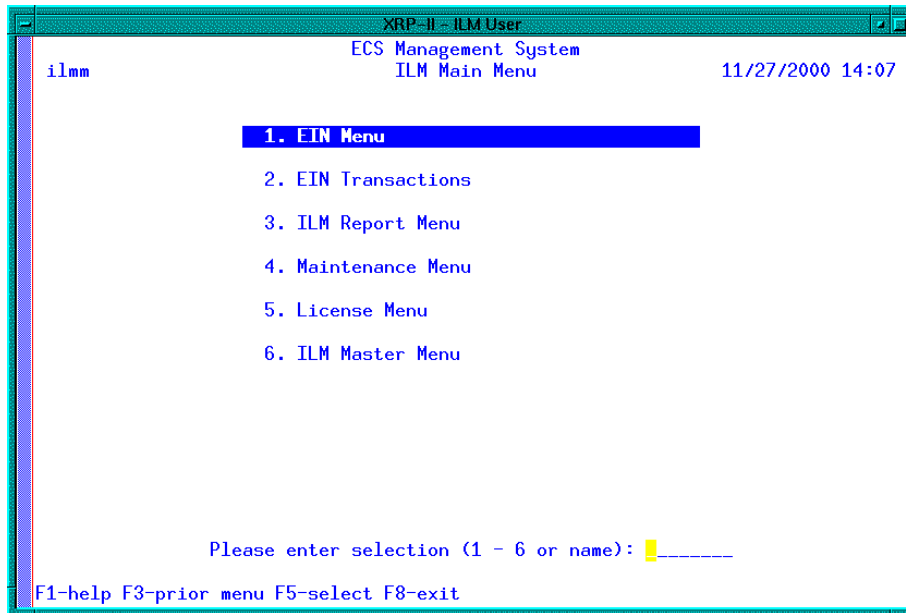 XRP-II - ILM User
ECS Management System
ilmm ILM Main Menu 11/27/2000 14:07
1. EIN Menu
2. EIN Transactions
3. ILM Report Menu
4. Maintenance Menu
5. License Menu
6. ILM Master Menu
Please enter selection (1 - 6 or name): ________
F1-help F3-prior menu F5-select F8-exit